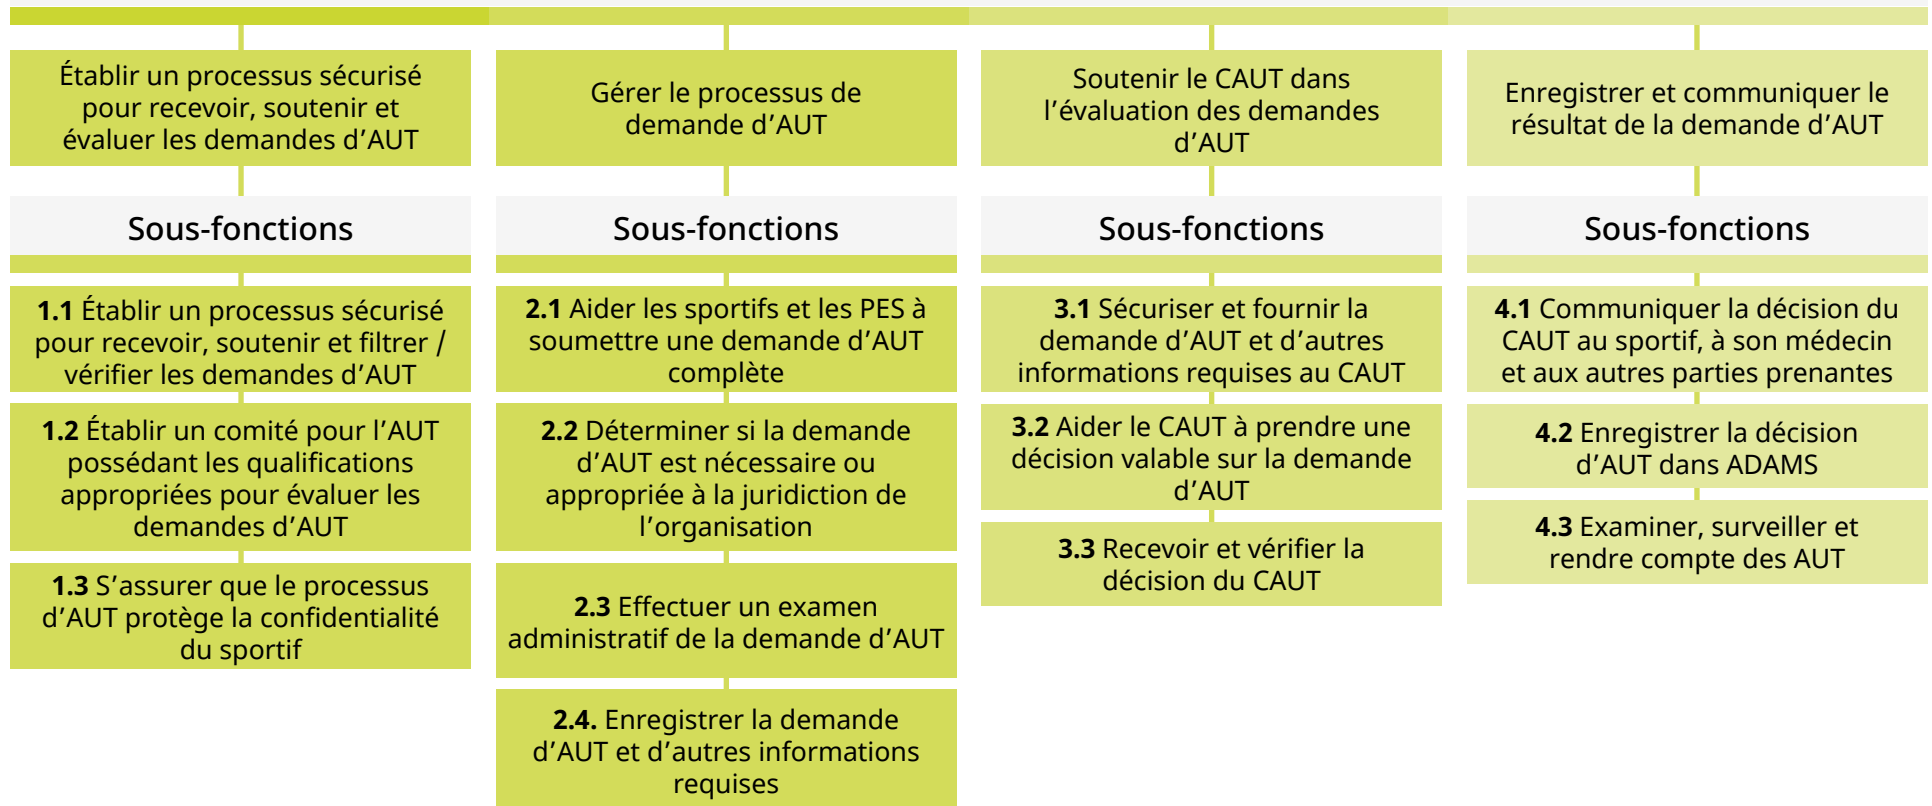 Établir un processus sécurisé
pour recevoir, soutenir et
évaluer les demandes d’AUT
Sous-fonctions
1.1 Établir un processus sécurisé
pour recevoir, soutenir et filtrer /
vérifier les demandes d’AUT
1.2 Établir un comité pour l’AUT
possédant les qualifications
appropriées pour évaluer les
demandes d’AUT
1.3 S’assurer que le processus
d’AUT protège la confidentialité
du sportif
Gérer le processus de
demande d’AUT
Sous-fonctions
2.1 Aider les sportifs et les PES à
soumettre une demande d’AUT
complète
2.2 Déterminer si la demande
d’AUT est nécessaire ou
appropriée à la juridiction de
l’organisation
2.3 Effectuer un examen
administratif de la demande d’AUT
2.4. Enregistrer la demande
d’AUT et d’autres informations
requises
Soutenir le CAUT dans
l’évaluation des demandes
d’AUT
Sous-fonctions
3.1 Sécuriser et fournir la
demande d’AUT et d’autres
informations requises au CAUT
3.2 Aider le CAUT à prendre une
décision valable sur la demande
d’AUT
3.3 Recevoir et vérifier la
décision du CAUT
Enregistrer et communiquer le
résultat de la demande d’AUT
Sous-fonctions
4.1 Communiquer la décision du
CAUT au sportif, à son médecin
et aux autres parties prenantes
4.2 Enregistrer la décision
d’AUT dans ADAMS
4.3 Examiner, surveiller et
rendre compte des AUT